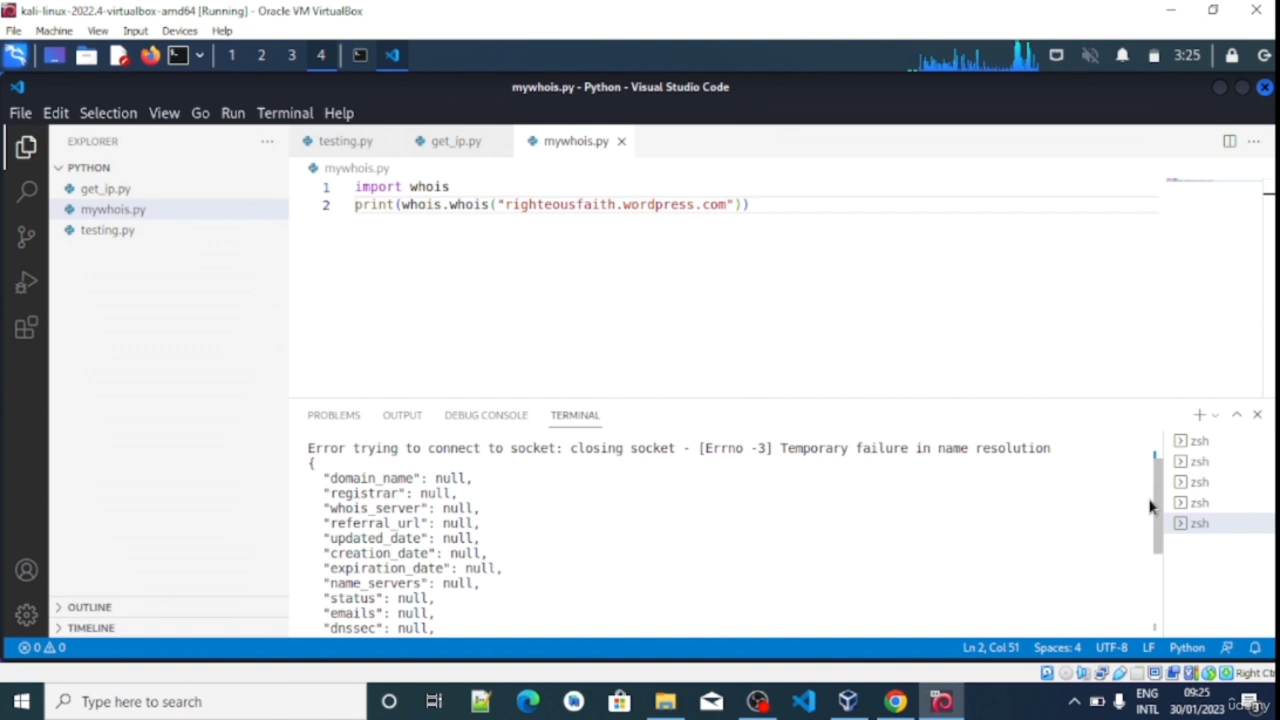 kali-linux-2022.4-virtualbox-amd64 [Running] - Oracle VM VirtualBox
File Machine View Input Devices Help
1 2 3 4 3:25
mywhois.py - Python - Visual Studio Code
File Edit Selection View Go Run Terminal Help
EXPLORER
PYTHON
get_ip.py
mywhois.py
testing.py
OUTLINE
TIMELINE
testing.py get_ip.py mywhois.py
mywhois.py
1 import whois
2 print(whois.whois("righteousfaith.wordpress.com"))
PROBLEMS OUTPUT DEBUG CONSOLE TERMINAL
Error trying to connect to socket: closing socket - [Errno -3] Temporary failure in name resolution
{
"domain_name": null,
"registrar": null,
"whois_server": null,
"referral_url": null,
"updated_date": null,
"creation_date": null,
"expiration_date": null,
"name_servers": null,
"status": null,
"emails": null,
"dnssec": null,
zsh
zsh
zsh
zsh
zsh
0 0 Ln 2, Col 51 Spaces: 4 UTF-8 LF Python
Right Ct
Type here to search
ENG
INTL
09:25
30/01/2023
udemy